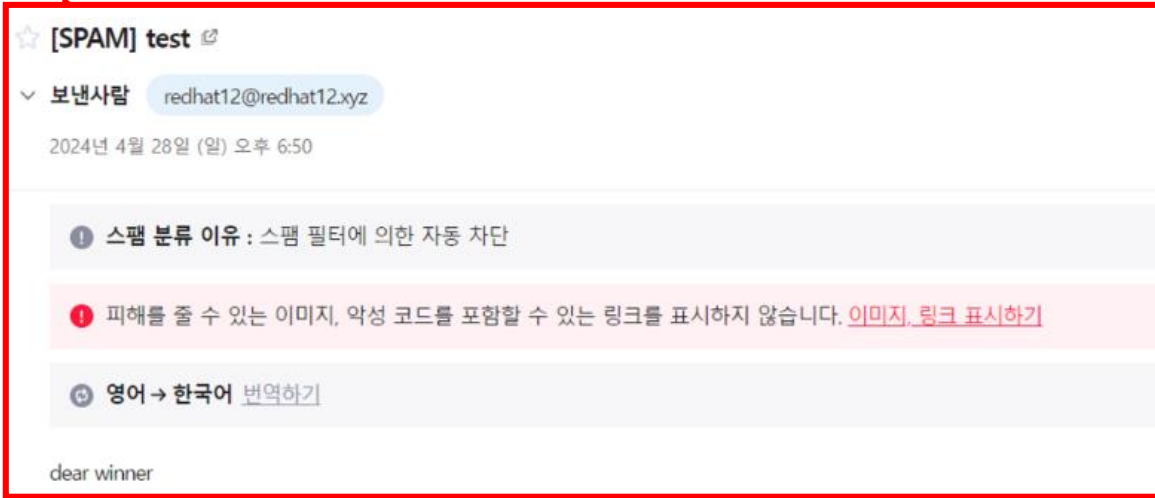 [SPAM] test
보낸사람 redhat12@redhat12.xyz
2024년 4월 28일 (일) 오후 6:50
스팸 분류 이유 : 스팸 필터에 의한 자동 차단
피해를 줄 수 있는 이미지, 악성 코드를 포함할 수 있는 링크를 표시하지 않습니다. 이미지, 링크 표시하기
영어→ 한국어 번역하기
dear winner